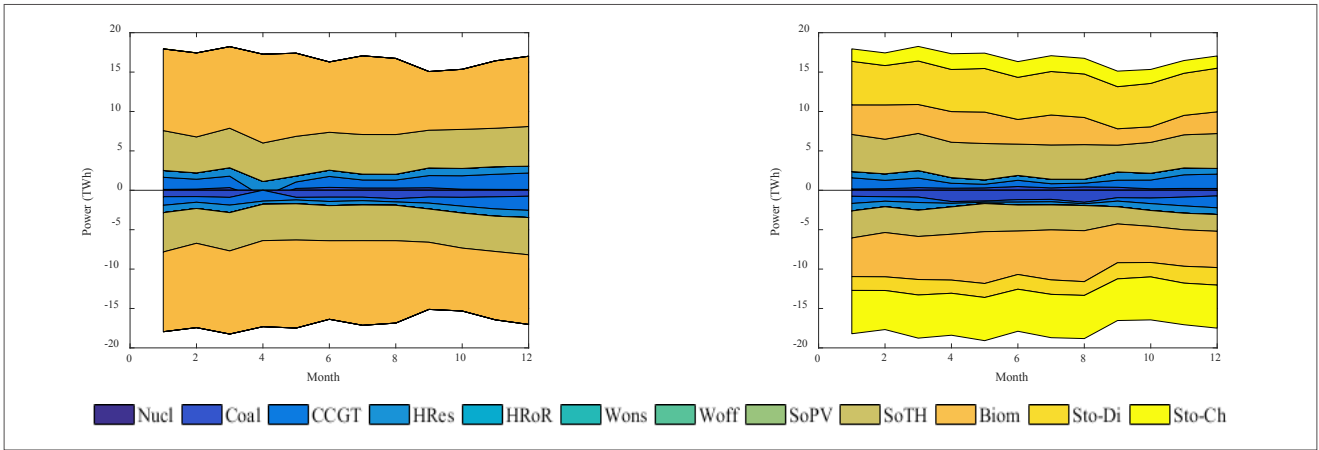 20
15
10
5
0
-5
-10
-15
-20
Power (TWh)
0 2 4 6 8 10 12
Month
20
15
10
5
0
-5
-10
-15
-20
Power (TWh)
0 2 4 6 8 10 12
Month
Nucl Coal CCGT HRes HRoR Wons Woff SoPV SoTH Biom Sto-Di Sto-Ch